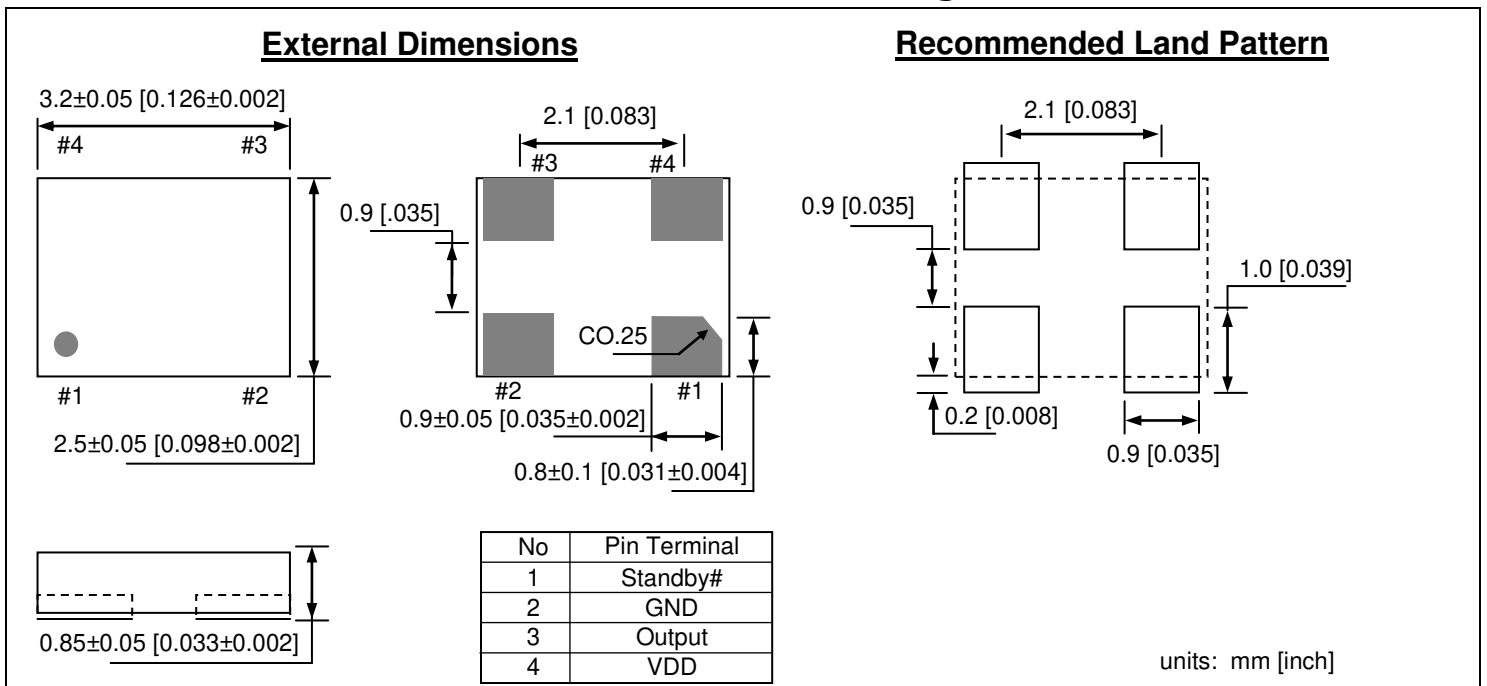 External Dimensions
Recommended Land Pattern
3.2±0.05 [0.126±0.002]
#4 #3
#1 #2
2.5±0.05 [0.098±0.002]
2.1 [0.083]
#3 #4
0.9 [.035]
CO.25
#2 #1
0.9±0.05 [0.035±0.002]
0.8±0.1 [0.031±0.004]
2.1 [0.083]
0.9 [0.035]
1.0 [0.039]
0.2 [0.008]
0.9 [0.035]
0.85±0.05 [0.033±0.002]
No Pin Terminal
1 Standby#
2 GND
3 Output
4 VDD
units: mm [inch]